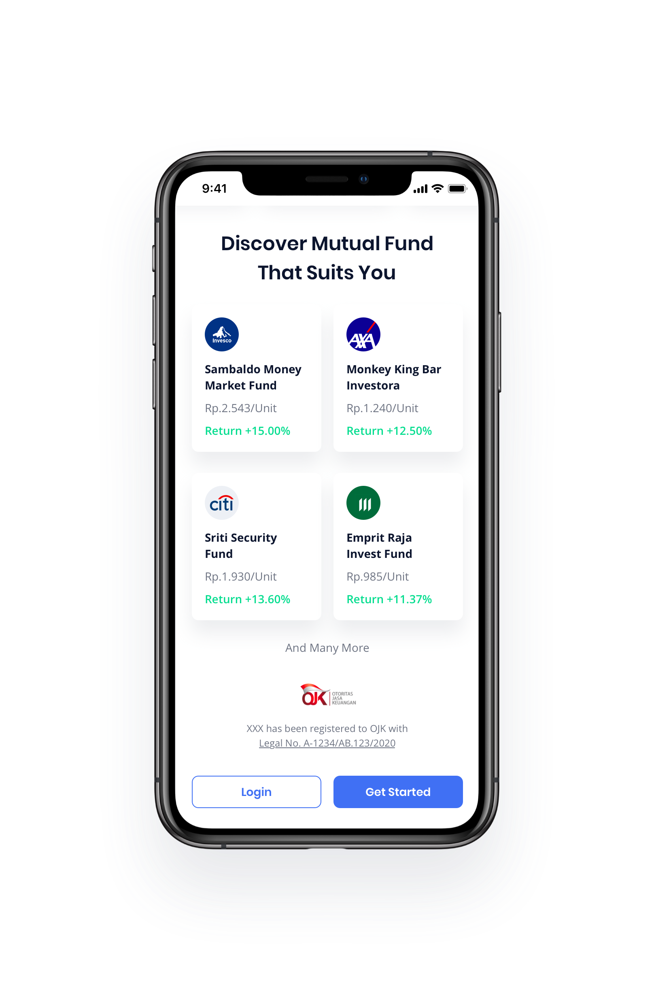 9:41
Discover Mutual Fund
That Suits You
Invesco
AXA
Sambaldo Money
Market Fund
Rp.2.543/Unit
Return +15.00%
Monkey King Bar
Investora
Rp.1.240/Unit
Return +12.50%
citi
Sriti Security
Fund
Rp.1.930/Unit
Return +13.60%
Emprit Raja
Invest Fund
Rp.985/Unit
Return +11.37%
And Many More
OJK
OTORITAS
JASA
KEUANGAN
XXX has been registered to OJK with
Legal No. A-1234/AB.123/2020
Login
Get Started